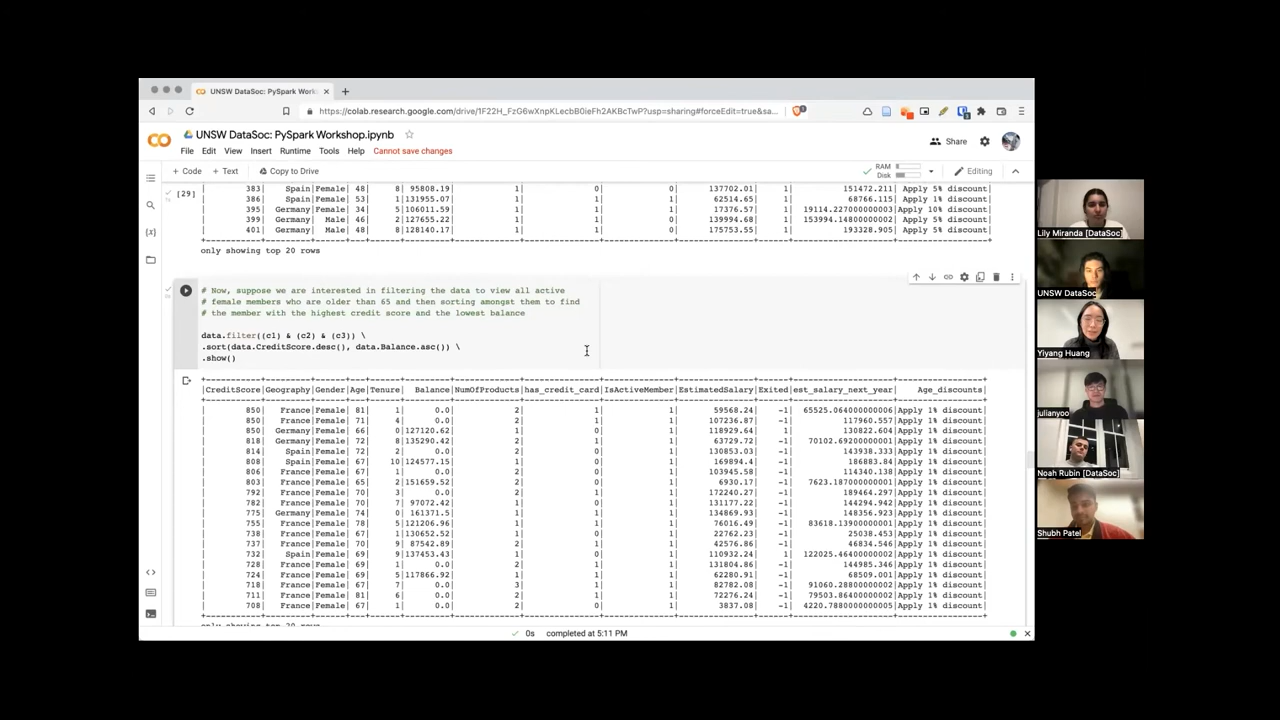 UNSW DataSoc: PySpark Work
https://colab.research.google.com/drive/1F22H_FzG6wXnpKLecbB0ieFh2AKBcTwP?usp=sharing#forceEdit=true&sa...
UNSW DataSoc: PySpark Workshop.ipynb
Share
File Edit View Insert Runtime Tools Help Cannot save changes
+ Code + Text Copy to Drive RAM Disk Editing
[29]
| 383| Spain|Female| 48| 8| 95808.19| 1| 0| 0| 137702.01| 1| 151472.211| Apply 5% discount|
| 386| Spain|Female| 53| 1|131955.07| 1| 1| 1| 62514.65| 1| 68766.115| Apply 1% discount|
| 395| Germany|Female| 34| 5|106011.59| 1| 1| 1| 17376.57| 1|19114.227000000003|Apply 10% discount|
| 399| Germany| Male| 46| 2|127655.22| 1| 1| 0| 139994.68| 1|153994.14800000002| Apply 5% discount|
| 401| Germany| Male| 48| 8|128140.17| 1| 1| 0| 175753.55| 1| 193328.905| Apply 5% discount|
only showing top 20 rows
# Now, suppose we are interested in filtering the data to view all active
# female members who are older than 65 and then sorting amongst them to find
# the member with the highest credit score and the lowest balance
data.filter((c1) & (c2) & (c3)) \
.sort(data.CreditScore.desc(), data.Balance.asc()) \
.show()
|CreditScore|Geography|Gender|Age|Tenure| Balance|NumOfProducts|has_credit_card|IsActiveMember|EstimatedSalary|Exited|est_salary_next_year| Age_discounts|
| 850| France|Female| 81| 1| 0.0| 2| 1| 1| 59568.24| -1| 65525.064000000006|Apply 1% discount|
| 850| France|Female| 71| 4| 0.0| 2| 1| 1| 107236.87| -1| 117960.557|Apply 1% discount|
| 850| Germany|Female| 66| 0|127120.62| 1| 0| 1| 118929.64| 1| 130822.604|Apply 1% discount|
| 818| Germany|Female| 72| 8|135290.42| 2| 1| 1| 63729.72| -1| 70102.69200000001|Apply 1% discount|
| 814| Spain|Female| 72| 2| 0.0| 2| 0| 1| 130853.03| -1| 143938.333|Apply 1% discount|
| 808| Spain|Female| 67| 10|124577.15| 1| 0| 1| 169894.4| -1| 186883.84|Apply 1% discount|
| 806| France|Female| 67| 1| 0.0| 2| 0| 1| 103945.58| -1| 114340.138|Apply 1% discount|
| 803| France|Female| 65| 2|151659.52| 2| 0| 1| 6930.17| -1| 7623.187000000001|Apply 1% discount|
| 792| France|Female| 70| 3| 0.0| 2| 1| 1| 172240.27| -1| 189464.297|Apply 1% discount|
| 782| France|Female| 70| 7| 97072.42| 1| 0| 1| 131177.22| -1| 144294.942|Apply 1% discount|
| 775| Germany|Female| 74| 0| 161371.5| 1| 1| 1| 134869.93| -1| 148356.923|Apply 1% discount|
| 755| France|Female| 78| 5|121206.96| 1| 1| 1| 76016.49| -1| 83618.13900000001|Apply 1% discount|
| 738| France|Female| 67| 1|130652.52| 1| 0| 1| 22762.23| -1| 25038.453|Apply 1% discount|
| 737| France|Female| 70| 9| 87542.89| 2| 1| 1| 42576.86| -1| 46834.546|Apply 1% discount|
| 732| Spain|Female| 69| 9|137453.43| 1| 0| 1| 110932.24| 1|122025.46400000002|Apply 1% discount|
| 728| France|Female| 69| 1| 0.0| 2| 1| 1| 131804.86| -1| 144985.346|Apply 1% discount|
| 724| France|Female| 69| 5|117866.92| 1| 1| 1| 62280.91| -1| 68509.001|Apply 1% discount|
| 718| France|Female| 67| 7| 0.0| 3| 1| 1| 82782.08| -1| 91060.28800000002|Apply 1% discount|
| 711| France|Female| 81| 6| 0.0| 2| 1| 1| 72276.24| -1| 79503.86400000002|Apply 1% discount|
| 708| France|Female| 67| 1| 0.0| 2| 0| 1| 3837.08| -1|4220.7880000000005|Apply 1% discount|
only showing top 20 rows
0s completed at 5:11 PM
Lily Miranda [DataSoc]
UNSW DataSoc
Yiyang Huang
julianyoo
Noah Rubin [DataSoc]
Shubh Patel